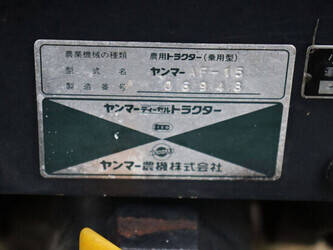 農業機械の種類 農用トラクター(乗用型)
型式名 ヤンマー AF-15
製造番号 03948
ヤンマーディーゼルトラクター
ヤンマー農機株式会社